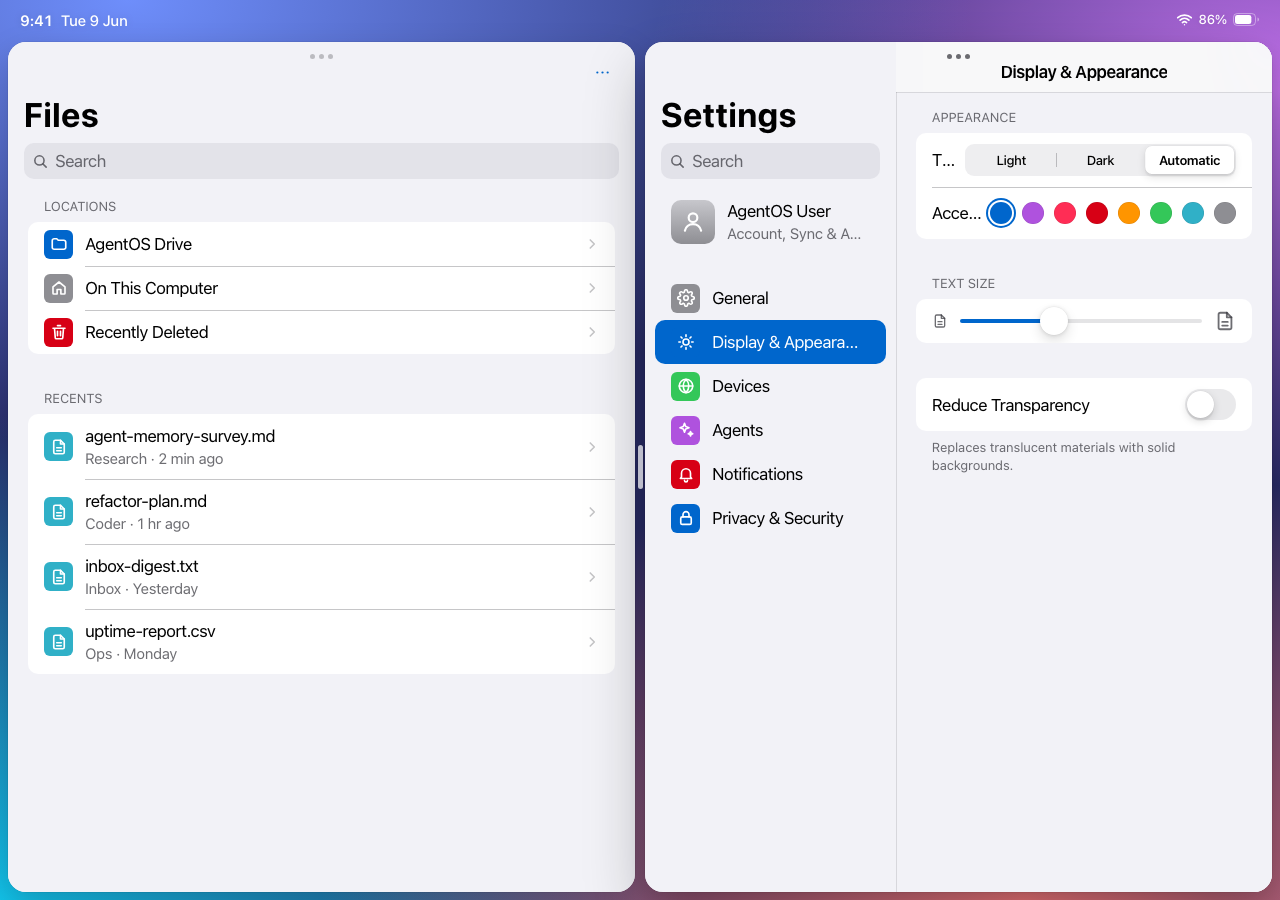 9:41 Tue 9 Jun
86%
Files
Search
LOCATIONS
AgentOS Drive
On This Computer
Recently Deleted
RECENTS
agent-memory-survey.md
Research · 2 min ago
refactor-plan.md
Coder · 1 hr ago
inbox-digest.txt
Inbox · Yesterday
uptime-report.csv
Ops · Monday
Settings
Search
AgentOS User
Account, Sync & A...
General
Display & Appeara...
Devices
Agents
Notifications
Privacy & Security
Display & Appearance
APPEARANCE
T... Light Dark Automatic
Acce...
TEXT SIZE
Reduce Transparency
Replaces translucent materials with solid
backgrounds.